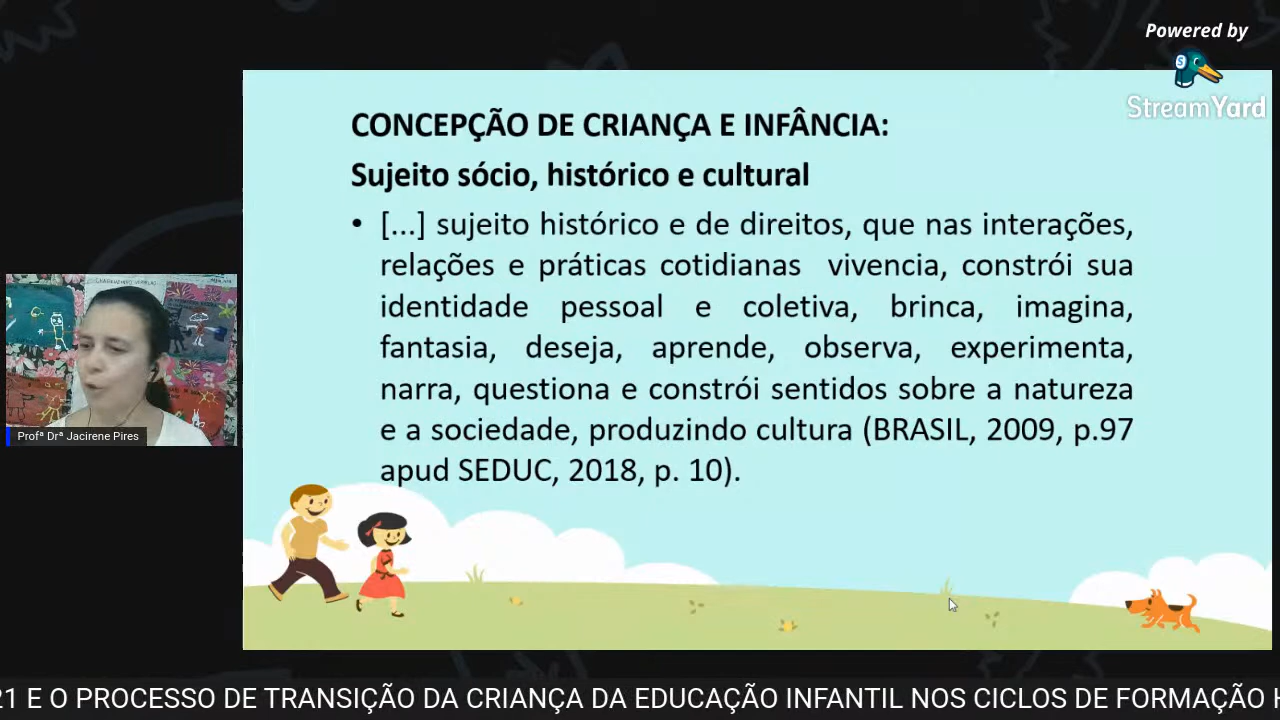 Powered by
StreamYard
CONCEPÇÃO DE CRIANÇA E INFÂNCIA:
Sujeito sócio, histórico e cultural
• [...] sujeito histórico e de direitos, que nas interações,
relações e práticas cotidianas vivencia, constrói sua
identidade pessoal e coletiva, brinca, imagina,
fantasia, deseja, aprende, observa, experimenta,
narra, questiona e constrói sentidos sobre a natureza
e a sociedade, produzindo cultura (BRASIL, 2009, p.97
apud SEDUC, 2018, p. 10).
Profª Drª Jacirene Pires
21 E O PROCESSO DE TRANSIÇÃO DA CRIANÇA DA EDUCAÇÃO INFANTIL NOS CICLOS DE FORMAÇÃO H